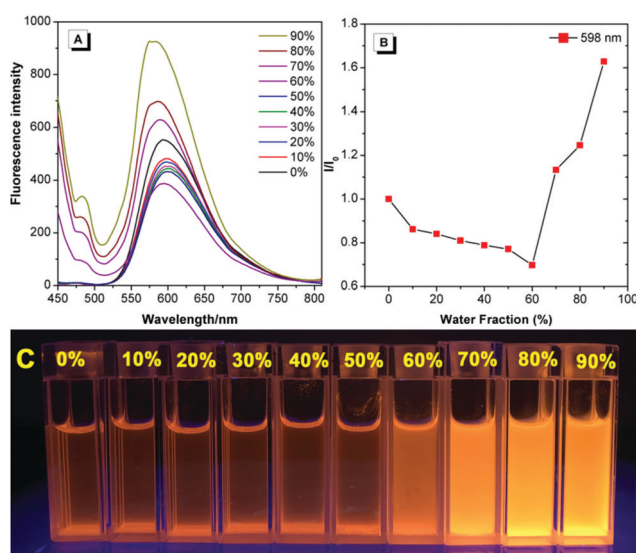 A
90%
80%
70%
60%
50%
40%
30%
20%
10%
0%
Fluorescence intensity
1000
800
600
400
200
0
450 500 550 600 650 700 750 800
Wavelength/nm
B
598 nm
I/I0
1.8
1.6
1.4
1.2
1.0
0.8
0.6
0 20 40 60 80 100
Water Fraction (%)
C 0% 10% 20% 30% 40% 50% 60% 70% 80% 90%